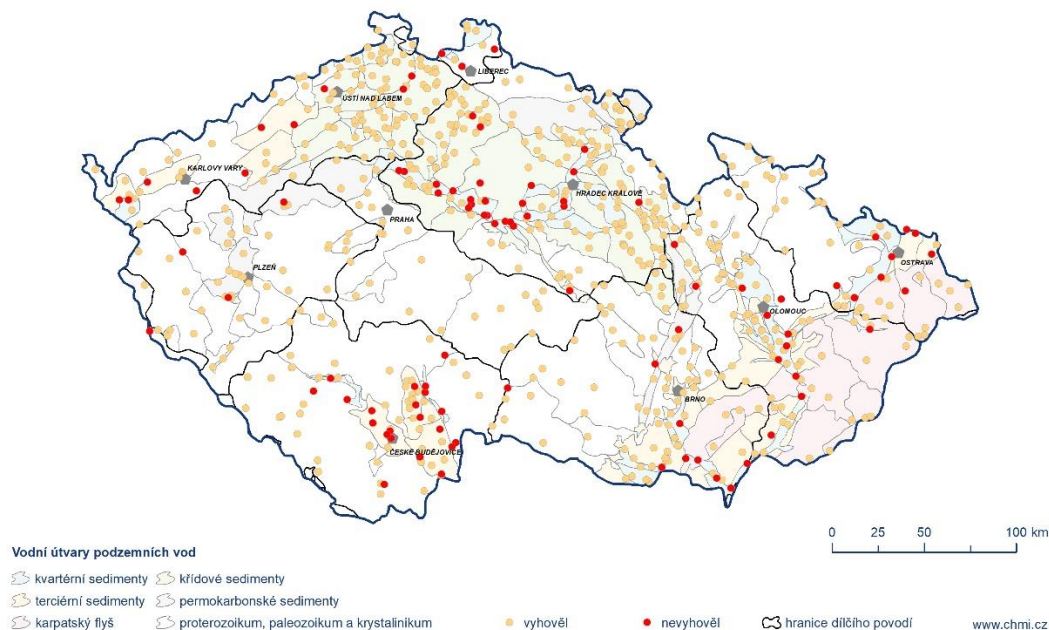 LIBEREC
ÚSTÍ NAD LABEM
KARLOVY VARY
HRADEC KRÁLOVÉ
PRAHA
PLZEŇ
OSTRAVA
OLOMOUC
BRNO
ČESKÉ BUDĚJOVICE
0 25 50 100 km
Vodní útvary podzemních vod
kvartérní sedimenty křídové sedimenty
terciérní sedimenty permokarbonské sedimenty
karpatský flyš proterozoikum, paleozoikum a krystalinikum vyhověl nevyhověl hranice dílčího povodí www.chmi.cz